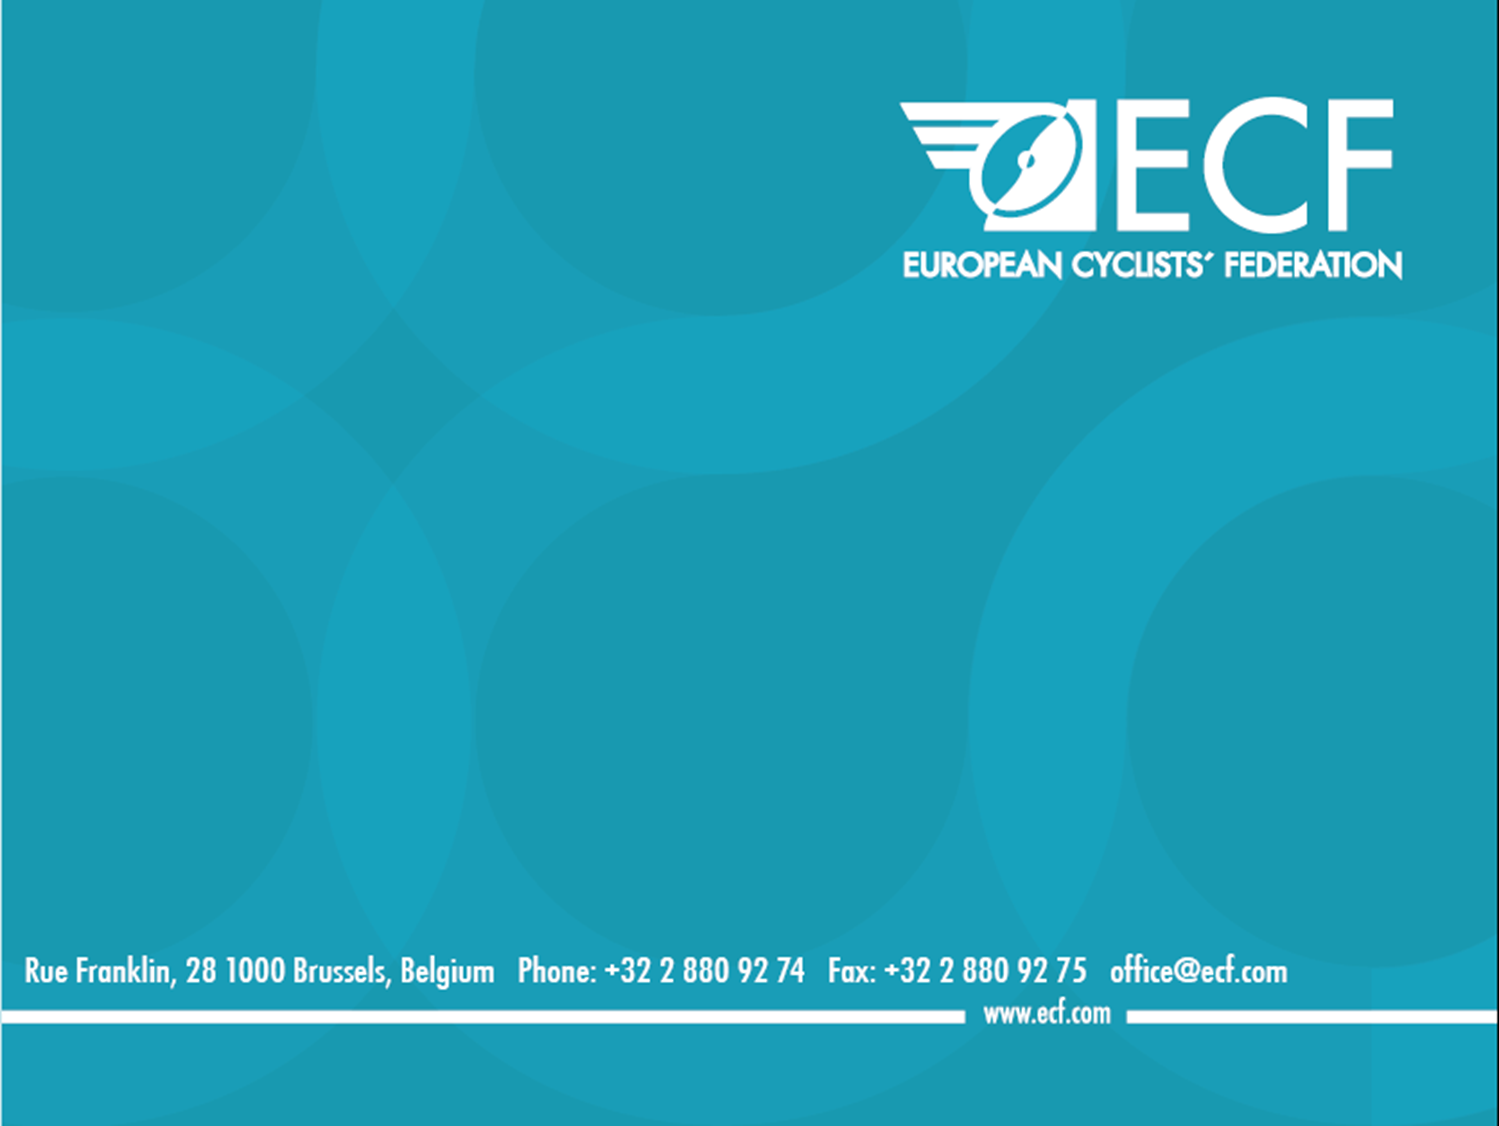 ECF
EUROPEAN CYCLISTS´ FEDERATION
Rue Franklin, 28 1000 Brussels, Belgium Phone: +32 2 880 92 74 Fax: +32 2 880 92 75 office@ecf.com
www.ecf.com